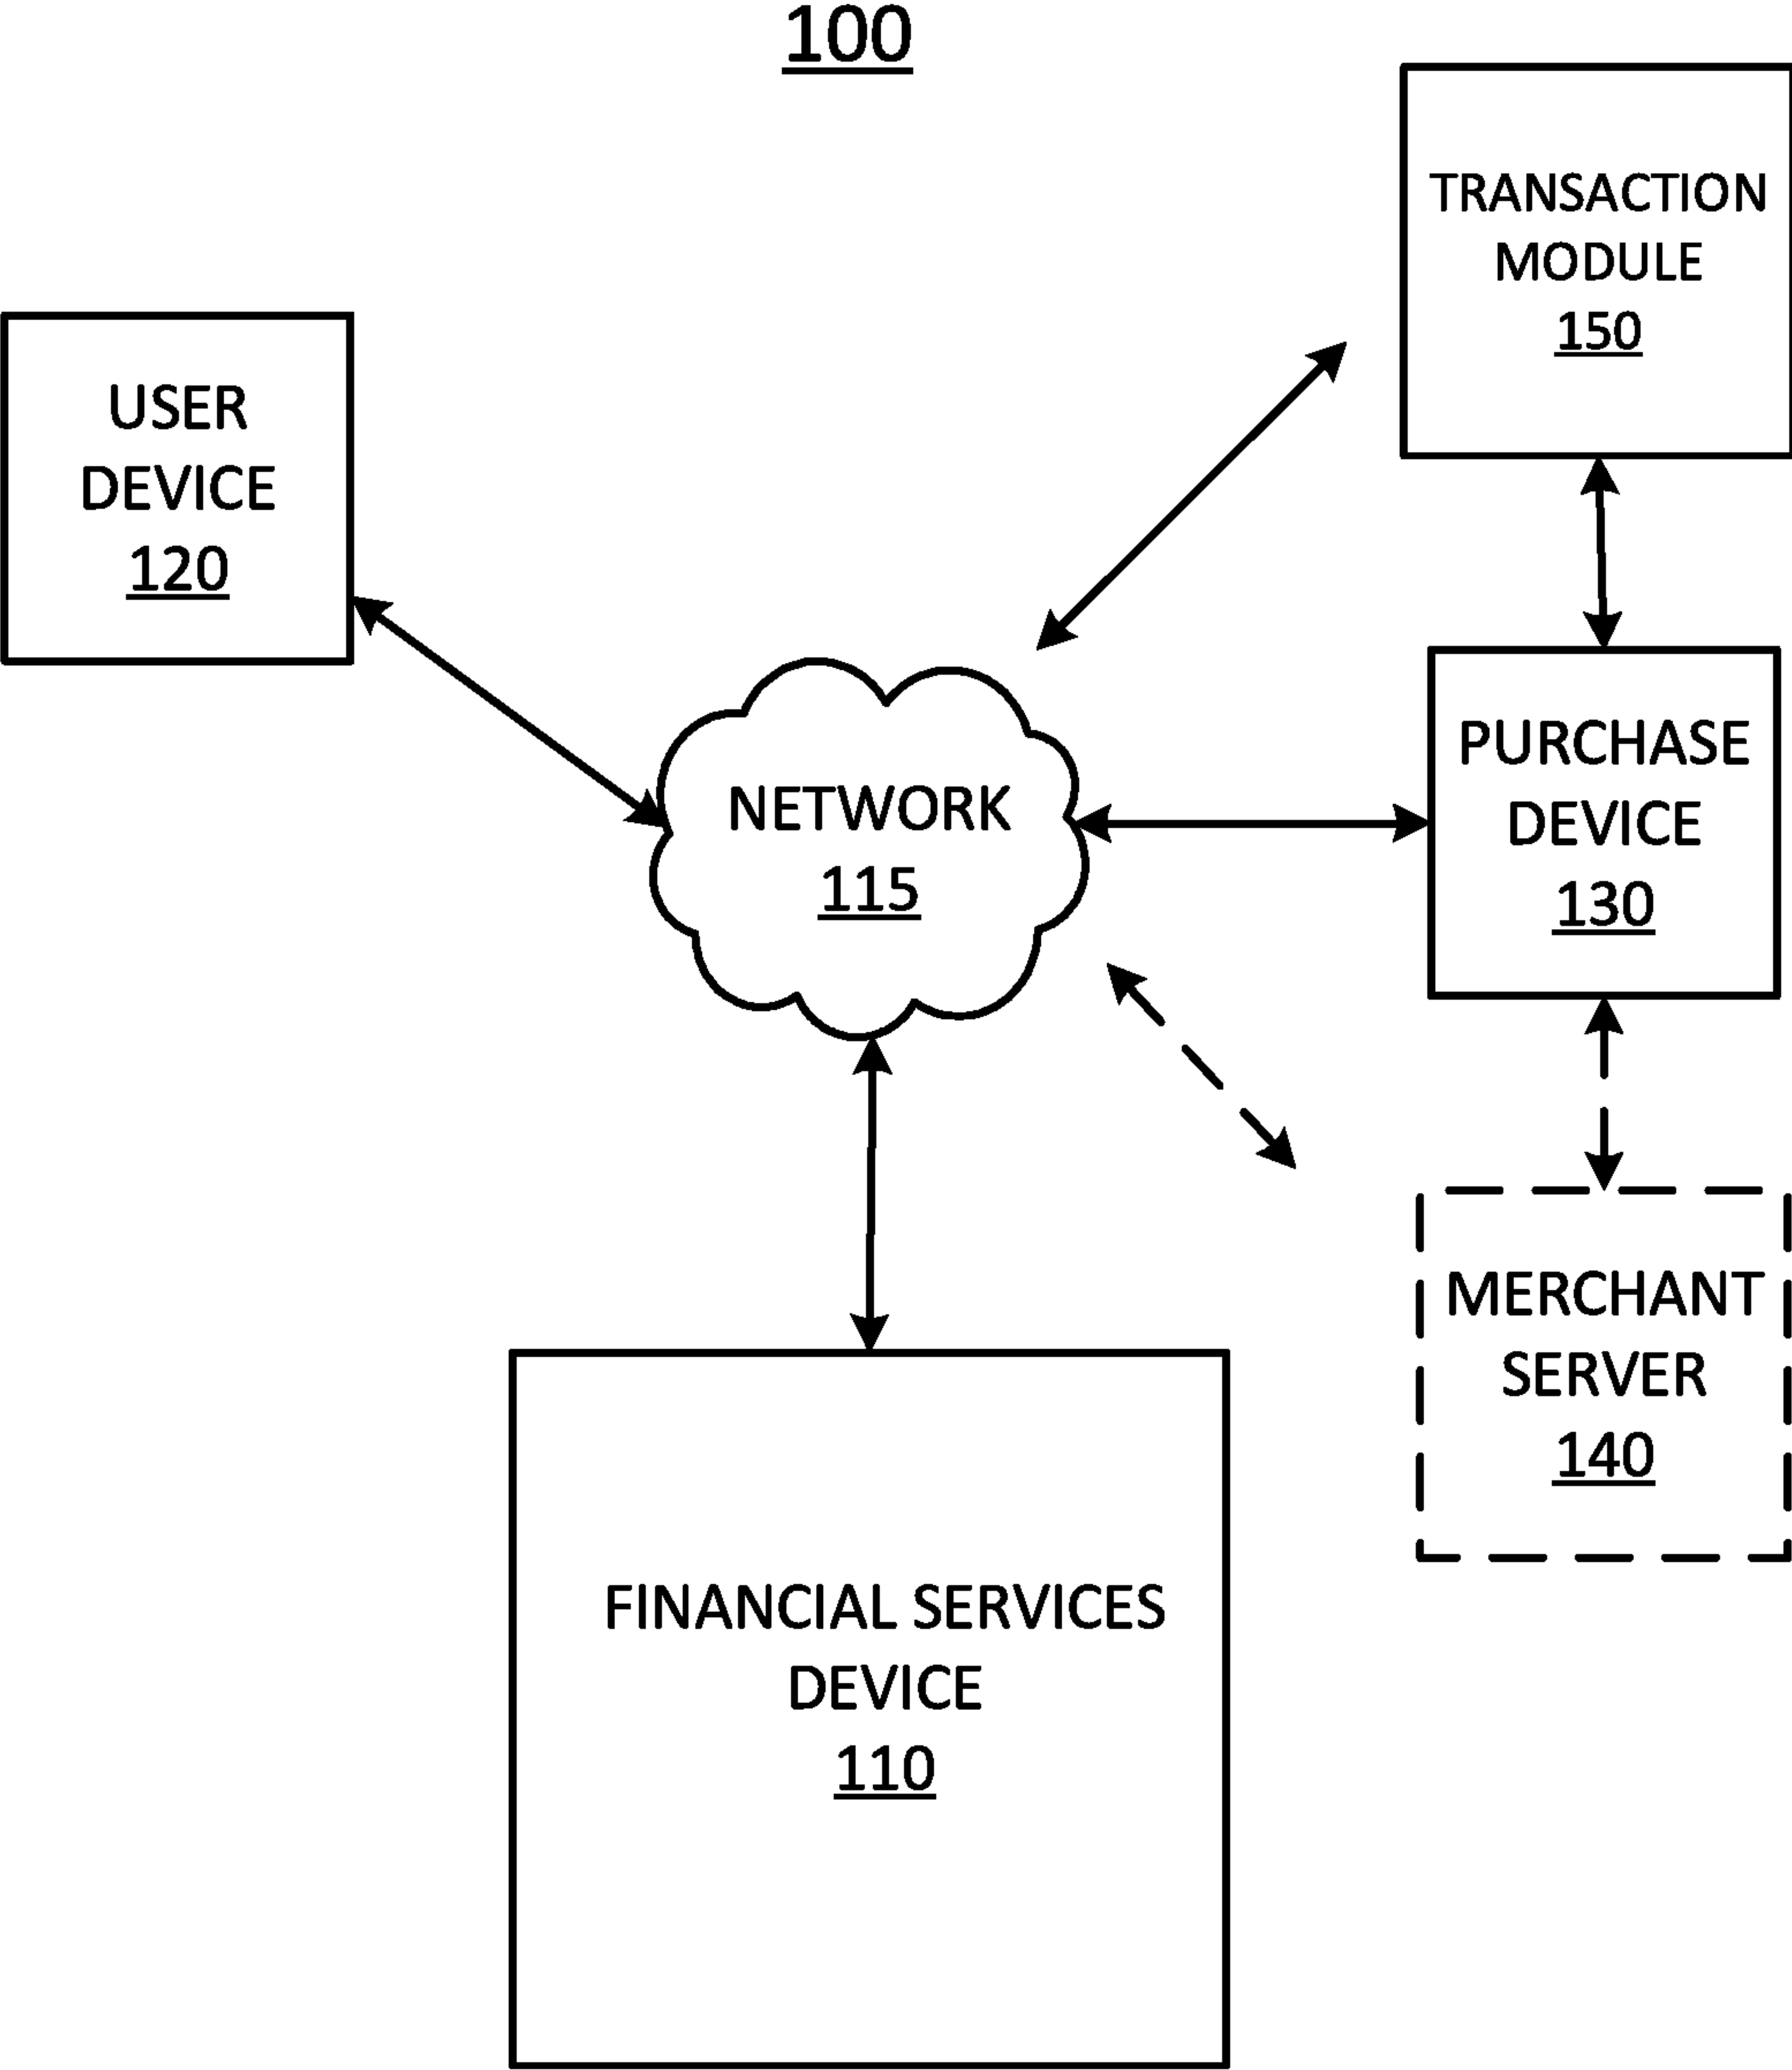 100
TRANSACTION
MODULE
150
USER
DEVICE
120
NETWORK
115
PURCHASE
DEVICE
130
MERCHANT
SERVER
140
FINANCIAL SERVICES
DEVICE
110